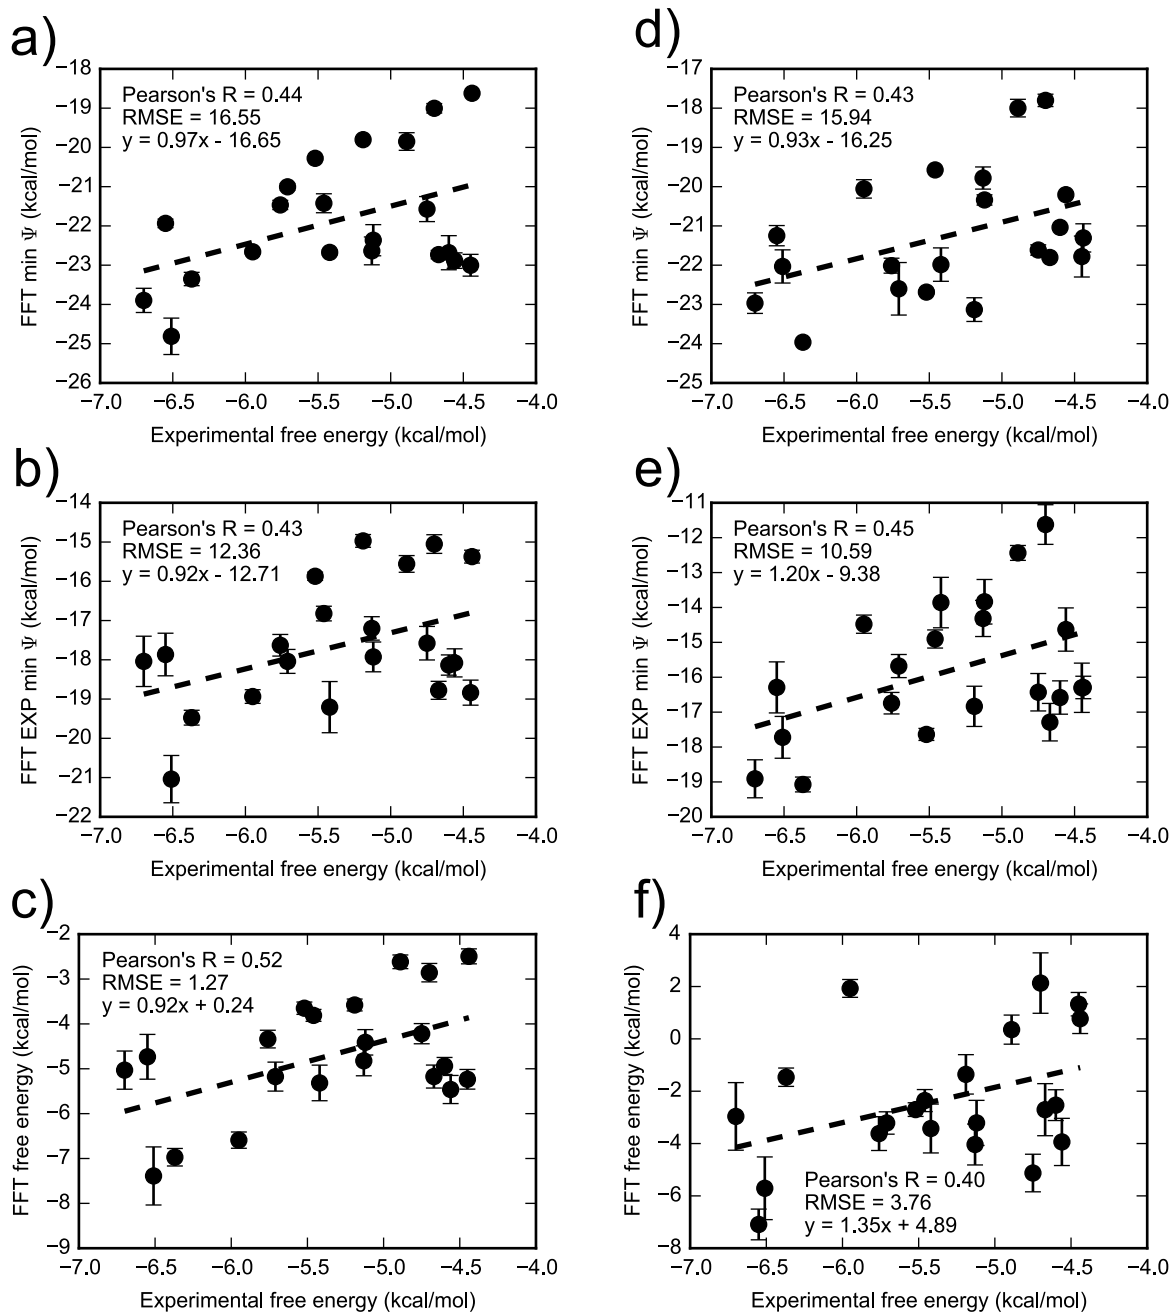 a)
−18
−19
−20
−21
−22
−23
−24
−25
−26
FFT min Ψ (kcal/mol)
Pearson's R = 0.44
RMSE = 16.55
y = 0.97x - 16.65
−7.0 −6.5 −6.0 −5.5 −5.0 −4.5 −4.0
Experimental free energy (kcal/mol)
d)
−17
−18
−19
−20
−21
−22
−23
−24
−25
FFT min Ψ (kcal/mol)
Pearson's R = 0.43
RMSE = 15.94
y = 0.93x - 16.25
−7.0 −6.5 −6.0 −5.5 −5.0 −4.5 −4.0
Experimental free energy (kcal/mol)
b)
−14
−15
−16
−17
−18
−19
−20
−21
−22
FFT EXP min Ψ (kcal/mol)
Pearson's R = 0.43
RMSE = 12.36
y = 0.92x - 12.71
−7.0 −6.5 −6.0 −5.5 −5.0 −4.5 −4.0
Experimental free energy (kcal/mol)
e)
−11
−12
−13
−14
−15
−16
−17
−18
−19
−20
FFT EXP min Ψ (kcal/mol)
Pearson's R = 0.45
RMSE = 10.59
y = 1.20x - 9.38
−7.0 −6.5 −6.0 −5.5 −5.0 −4.5 −4.0
Experimental free energy (kcal/mol)
c)
−2
−3
−4
−5
−6
−7
−8
−9
FFT free energy (kcal/mol)
Pearson's R = 0.52
RMSE = 1.27
y = 0.92x + 0.24
−7.0 −6.5 −6.0 −5.5 −5.0 −4.5 −4.0
Experimental free energy (kcal/mol)
f)
4
2
0
−2
−4
−6
−8
FFT free energy (kcal/mol)
Pearson's R = 0.40
RMSE = 3.76
y = 1.35x + 4.89
−7.0 −6.5 −6.0 −5.5 −5.0 −4.5 −4.0
Experimental free energy (kcal/mol)